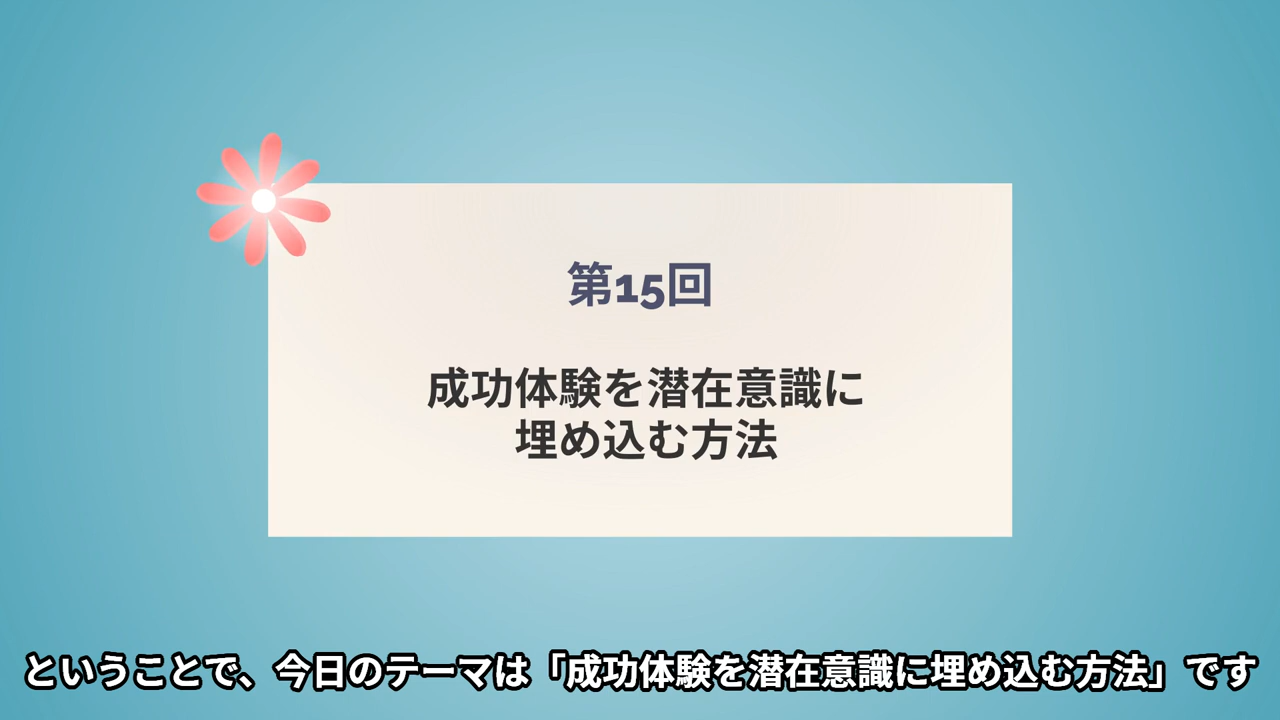 第15回
成功体験を潜在意識に
埋め込む方法
ということで、今日のテーマは「成功体験を潜在意識に埋め込む方法」です